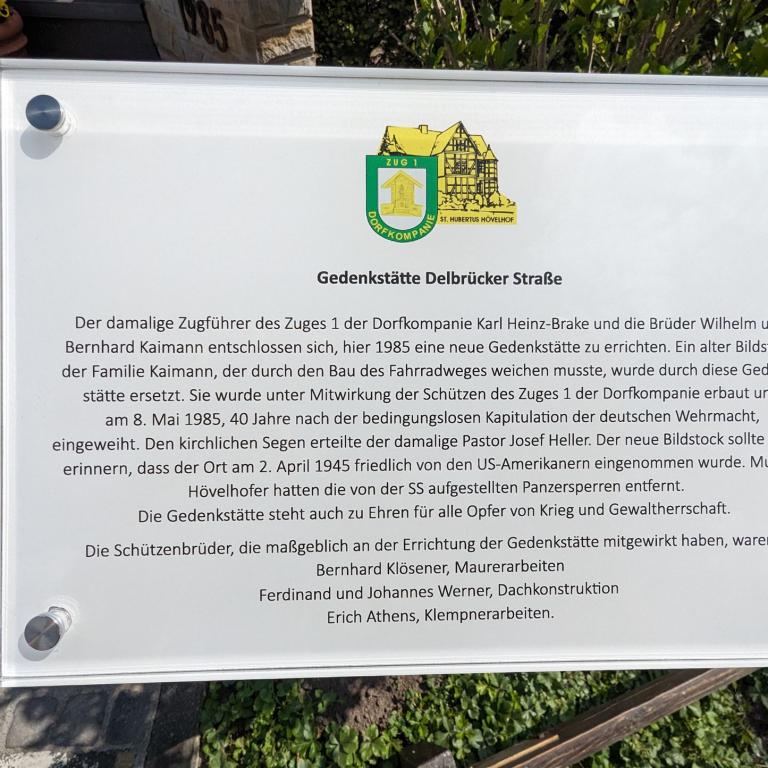 1985
ZUG 1
DORFKOMPANIE
ST. HUBERTUS HÖVELHOF
Gedenkstätte Delbrücker Straße
Der damalige Zugführer des Zuges 1 der Dorfkompanie Karl Heinz-Brake und die Brüder Wilhelm u
Bernhard Kaimann entschlossen sich, hier 1985 eine neue Gedenkstätte zu errichten. Ein alter Bilds
der Familie Kaimann, der durch den Bau des Fahrradweges weichen musste, wurde durch diese Ged
stätte ersetzt. Sie wurde unter Mitwirkung der Schützen des Zuges 1 der Dorfkompanie erbaut un
am 8. Mai 1985, 40 Jahre nach der bedingungslosen Kapitulation der deutschen Wehrmacht,
eingeweiht. Den kirchlichen Segen erteilte der damalige Pastor Josef Heller. Der neue Bildstock sollte
erinnern, dass der Ort am 2. April 1945 friedlich von den US-Amerikanern eingenommen wurde. Mu
Hövelhofer hatten die von der SS aufgestellten Panzersperren entfernt.
Die Gedenkstätte steht auch zu Ehren für alle Opfer von Krieg und Gewaltherrschaft.
Die Schützenbrüder, die maßgeblich an der Errichtung der Gedenkstätte mitgewirkt haben, ware
Bernhard Klösener, Maurerarbeiten
Ferdinand und Johannes Werner, Dachkonstruktion
Erich Athens, Klempnerarbeiten.